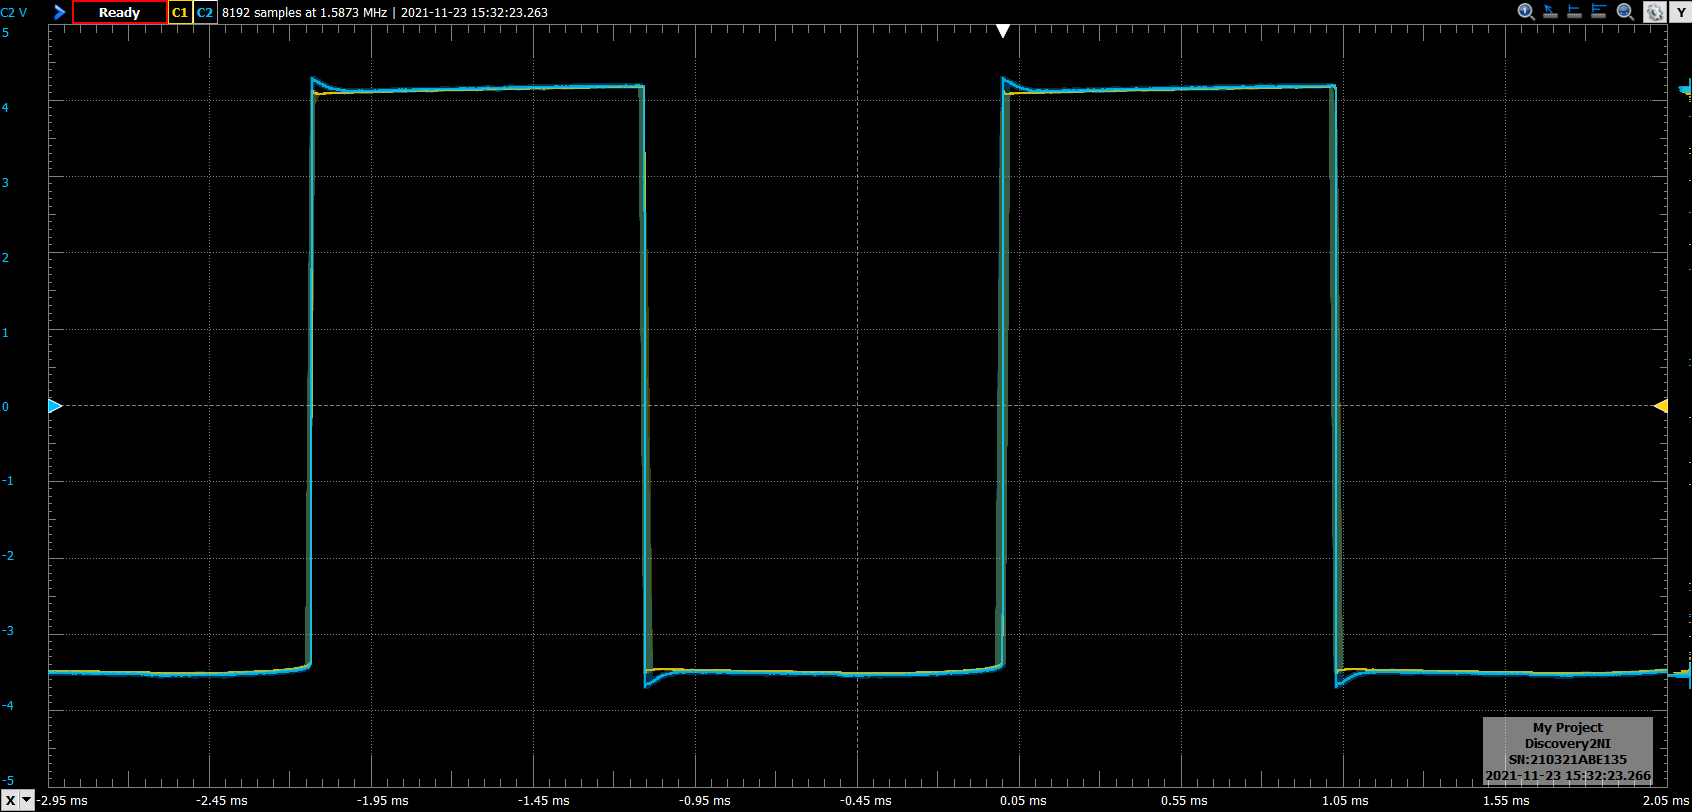 C2 V Ready C1 C2 8192 samples at 1.5873 MHz | 2021-11-23 15:32:23.263 Y
5
4
3
2
1
0
-1
-2
-3
-4
-5
My Project
Discovery2NI
SN:210321ABE135
2021-11-23 15:32:23.266
X -2.95 ms -2.45 ms -1.95 ms -1.45 ms -0.95 ms -0.45 ms 0.05 ms 0.55 ms 1.05 ms 1.55 ms 2.05 ms